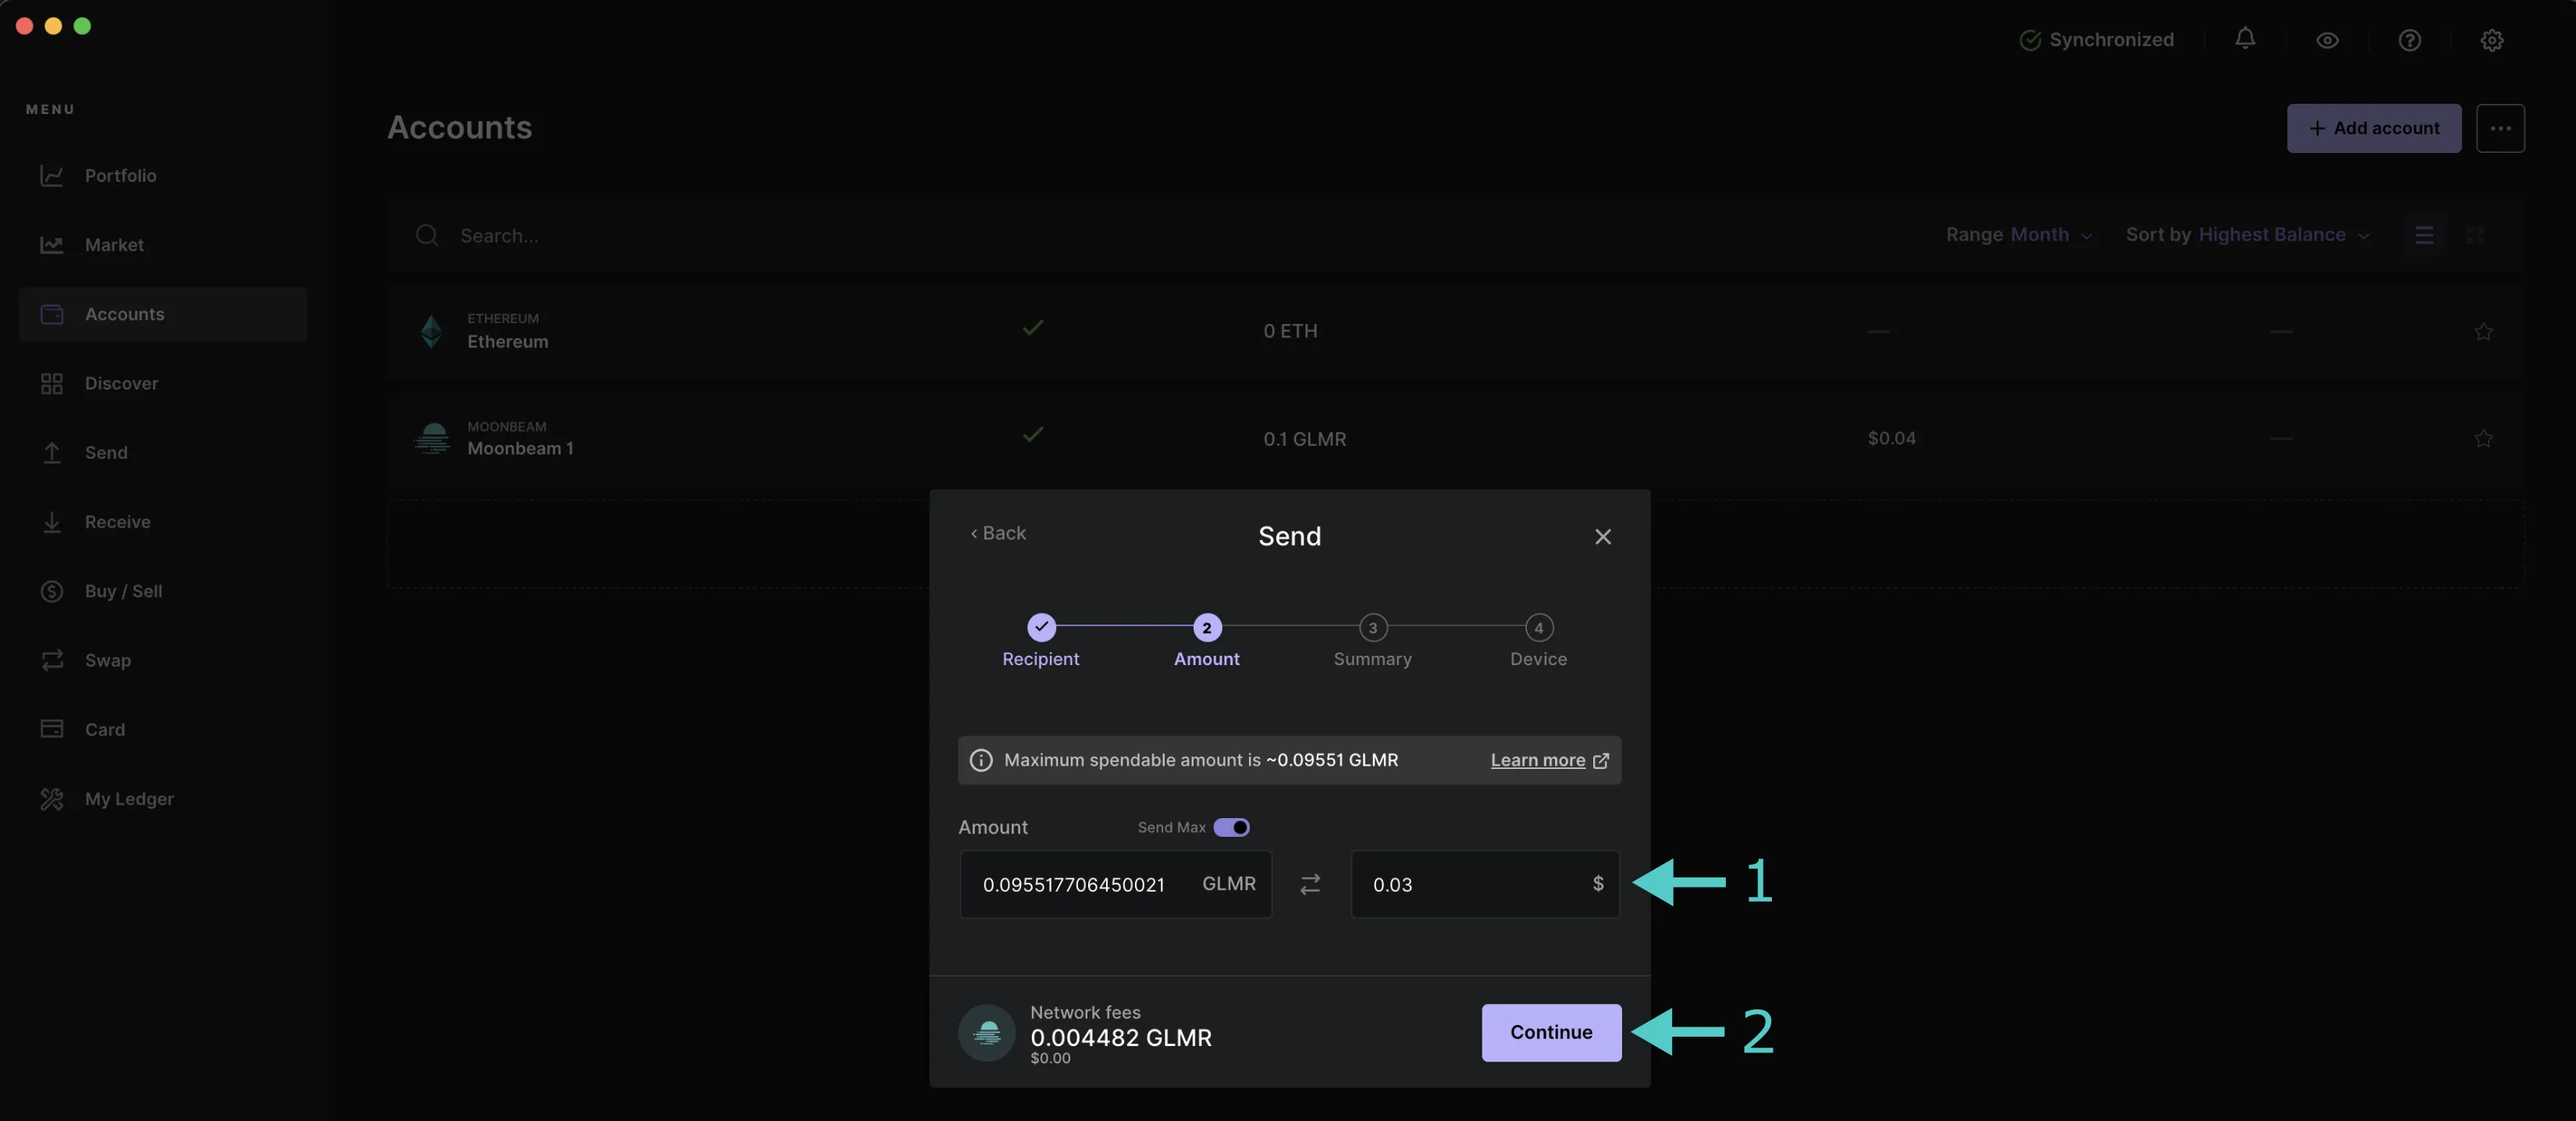 Synchronized
MENU
Portfolio
Market
Accounts
Discover
Send
Receive
Buy / Sell
Swap
Card
My Ledger
Accounts
+ Add account
Search...
Range Month
Sort by Highest Balance
ETHEREUM
Ethereum
0 ETH
—
—
MOONBEAM
Moonbeam 1
0.1 GLMR
$0.04
—
‹ Back
Send
2
3
4
Recipient
Amount
Summary
Device
Maximum spendable amount is ~0.09551 GLMR
Learn more
Amount
Send Max
0.095517706450021 GLMR
0.03 $
1
Network fees
0.004482 GLMR
$0.00
Continue
2